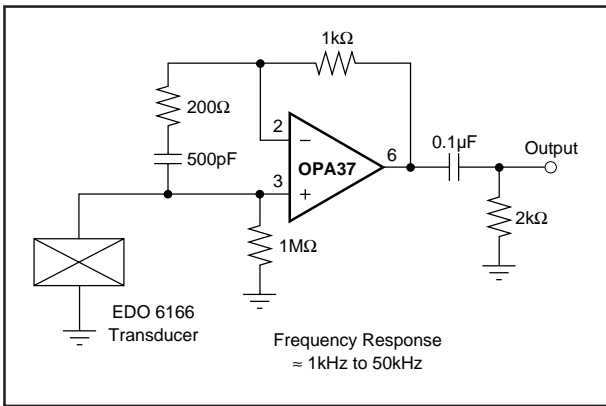 1kΩ
200Ω
500pF
2
–
3
+
OPA37
6
0.1µF
Output
2kΩ
1MΩ
EDO 6166
Transducer
Frequency Response
≈ 1kHz to 50kHz